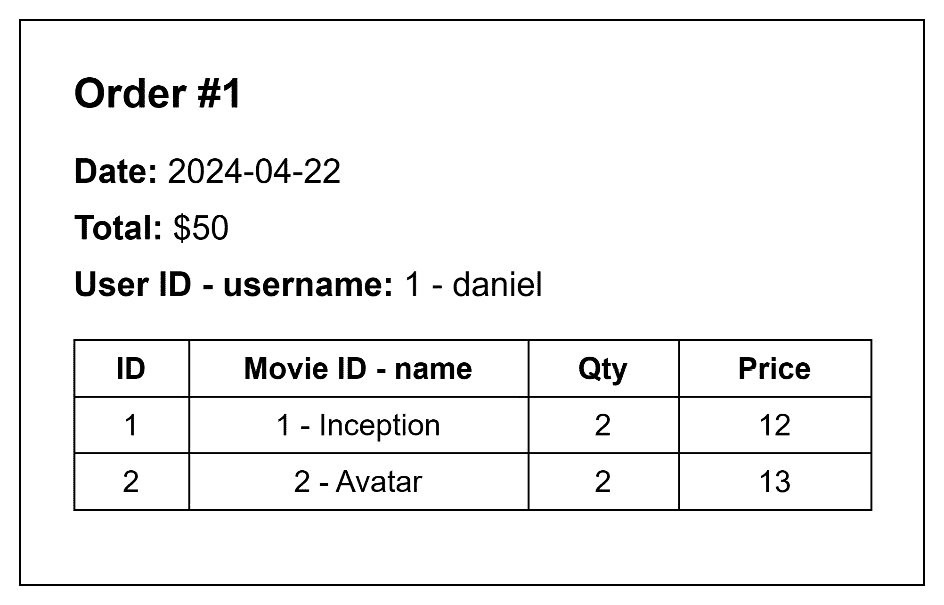 Order #1
Date: 2024-04-22
Total: $50
User ID - username: 1 - daniel
ID Movie ID - name Qty Price
1 1 - Inception 2 12
2 2 - Avatar 2 13